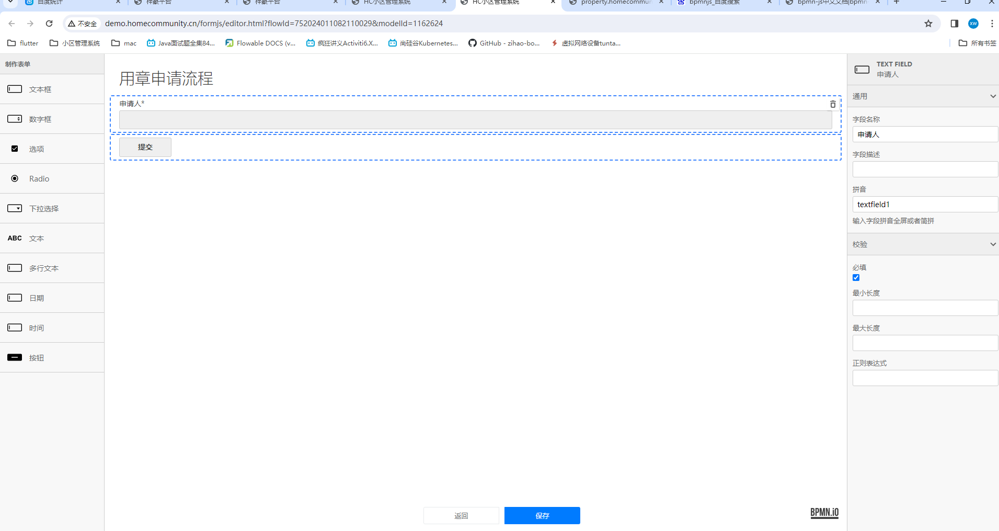 百度统计
梓豪平台
梓豪平台
HC小区管理系统
HC小区管理系统
property.homecommun
bpmnjs_百度搜索
bpmn-js中文文档|bpmn-
不安全
demo.homecommunity.cn/formjs/editor.html?flowId=752024011082110029&modelId=1162624
XW
flutter
小区管理系统
mac
Java面试题全集84...
Flowable DOCS (v...
疯狂讲义Activiti6.X...
尚硅谷Kubernetes...
GitHub - zihao-bo...
虚拟网络设备tunta...
所有书签
制作表单
文本框
数字框
选项
Radio
下拉选择
ABC 文本
多行文本
日期
时间
按钮
用章申请流程
申请人*
提交
返回
保存
BPMN.iO
TEXT FIELD
申请人
通用
字段名称
申请人
字段描述
拼音
textfield1
输入字段拼音全屏或者简拼
校验
必填
最小长度
最大长度
正则表达式